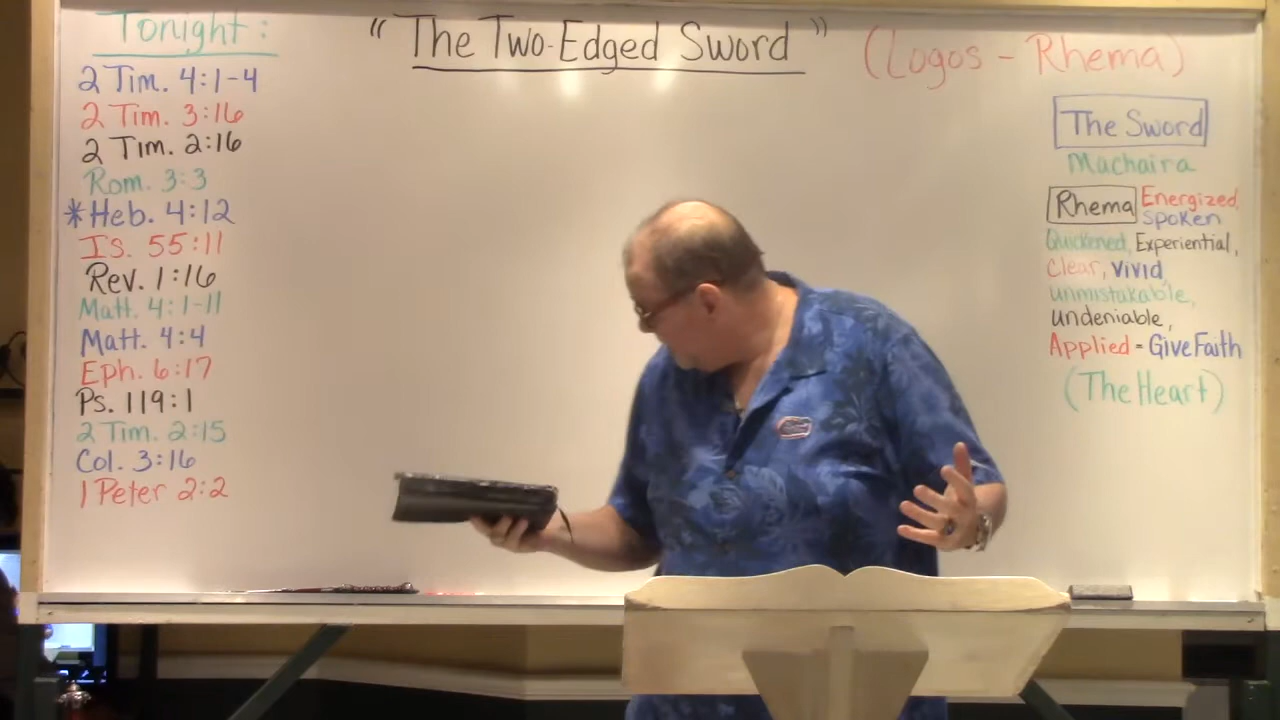 Tonight:
2 Tim. 4:1-4
2 Tim. 3:16
2 Tim. 2:16
Rom. 3:3
*Heb. 4:12
Is. 55:11
Rev. 1:16
Matt. 4:1-11
Matt. 4:4
Eph. 6:17
Ps. 119:1
2 Tim. 2:15
Col. 3:16
1 Peter 2:2
"The Two-Edged Sword"
(Logos - Rhema)
The Sword
Machaira
Rhema Energized,
Spoken
Quickened, Experiential,
Clear, Vivid,
unmistakable,
undeniable,
Applied = Give Faith
(The Heart)